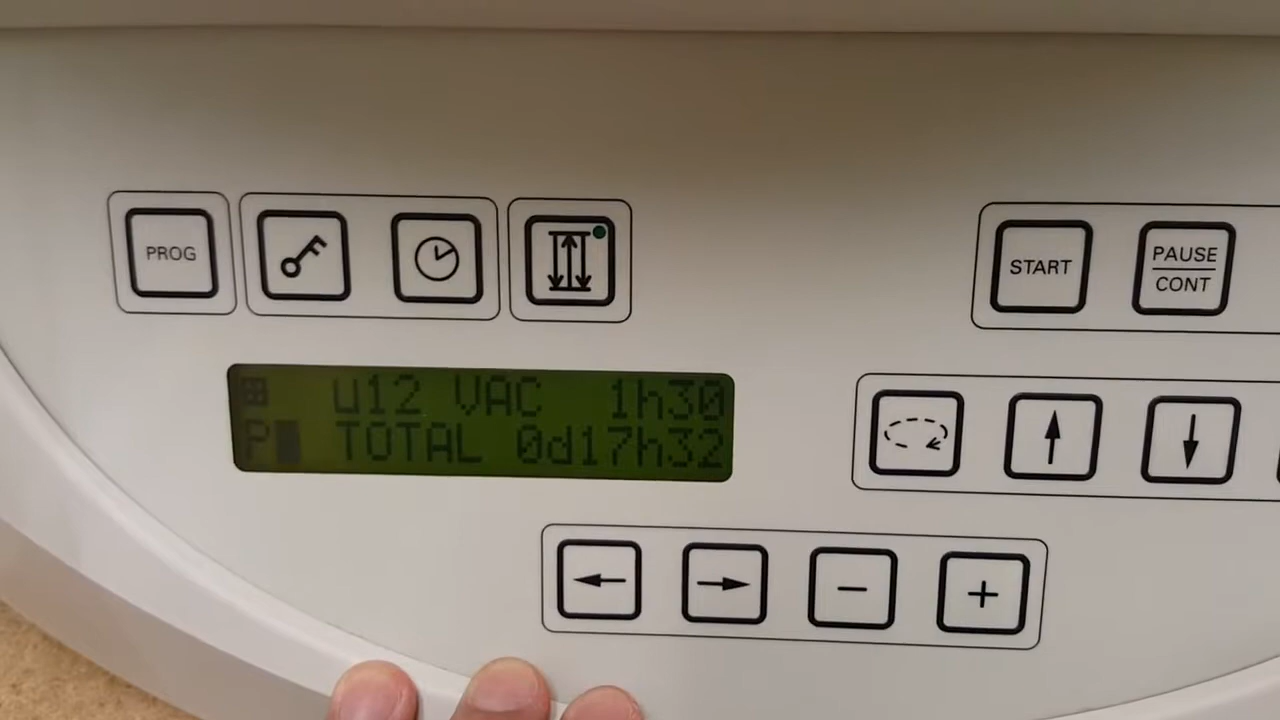 PROG
START
PAUSE
CONT
u12 VAC 1h30
P TOTAL 0d17h32